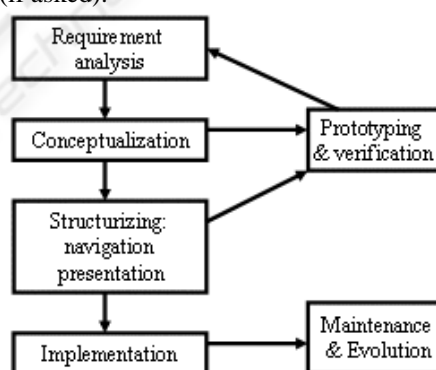 (if asked).
Requirement
analysis
Conceptualization
Prototyping
& verification
Structurizing:
navigation
presentation
Implementation
Maintenance
& Evolution